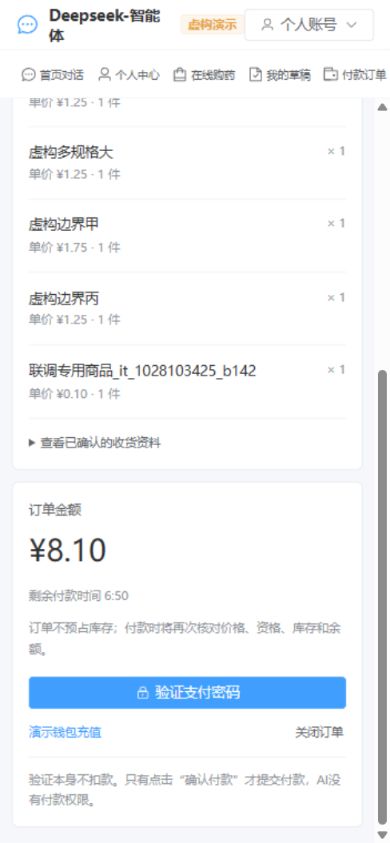 Deepseek-智能体
虚构演示
个人账号
首页对话 个人中心 在线购药 我的草稿 付款订单
单价 ¥1.25 · 1 件
虚构多规格大 × 1
单价 ¥1.25 · 1 件
虚构边界甲 × 1
单价 ¥1.75 · 1 件
虚构边界丙 × 1
单价 ¥1.25 · 1 件
联调专用商品_it_1028103425_b142 × 1
单价 ¥0.10 · 1 件
查看已确认的收货资料
订单金额
¥8.10
剩余付款时间 6:50
订单不预占库存；付款时将再次核对价格、资格、库存和余
额。
验证支付密码
演示钱包充值 关闭订单
验证本身不扣款。只有点击“确认付款”才提交付款，AI没
有付款权限。